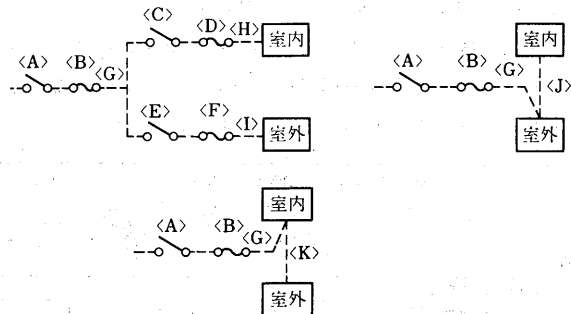 〈C〉 〈D〉 〈H〉 室内
〈A〉 〈B〉 〈G〉
〈E〉 〈F〉 〈I〉 室外
室内
〈A〉 〈B〉 〈G〉 〈J〉
室外
室内
〈A〉 〈B〉 〈G〉 〈K〉
室外